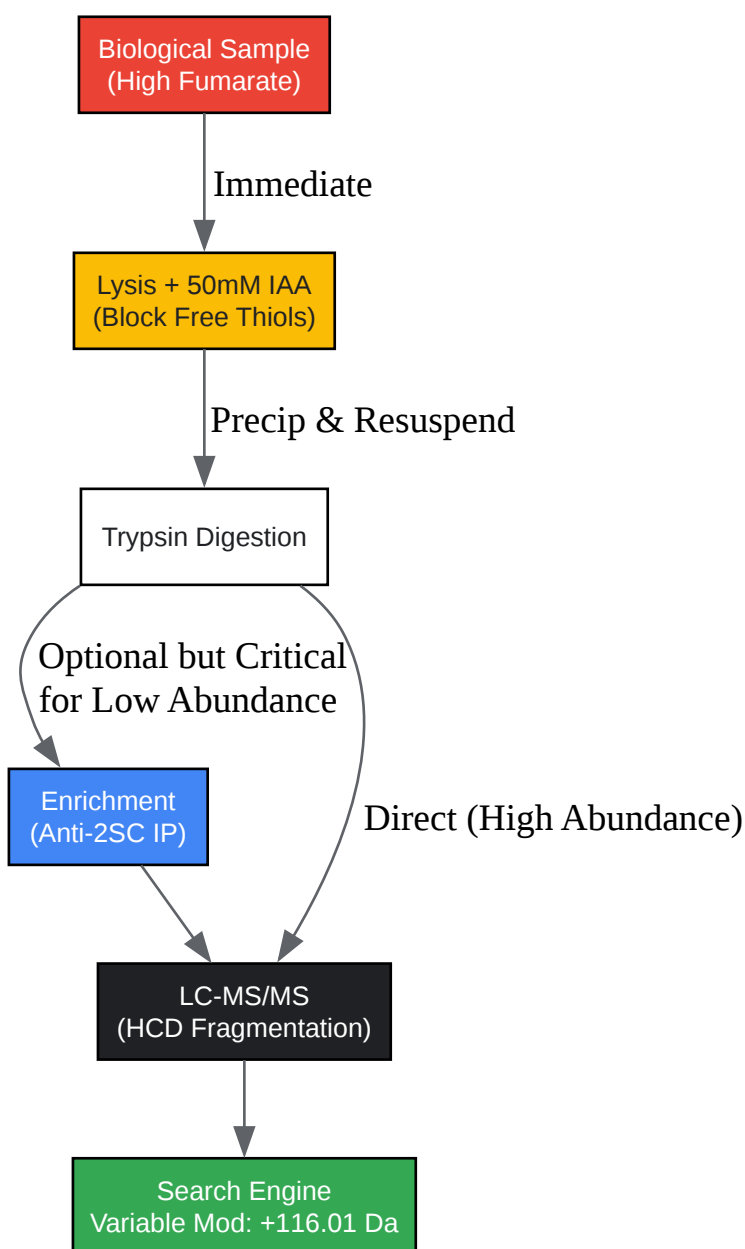 Biological Sample
(High Fumarate)
Immediate
Lysis + 50mM IAA
(Block Free Thiols)
Precip & Resuspend
Trypsin Digestion
Optional but Critical
for Low Abundance
Enrichment
(Anti-2SC IP)
Direct (High Abundance)
LC-MS/MS
(HCD Fragmentation)
Search Engine
Variable Mod: +116.01 Da